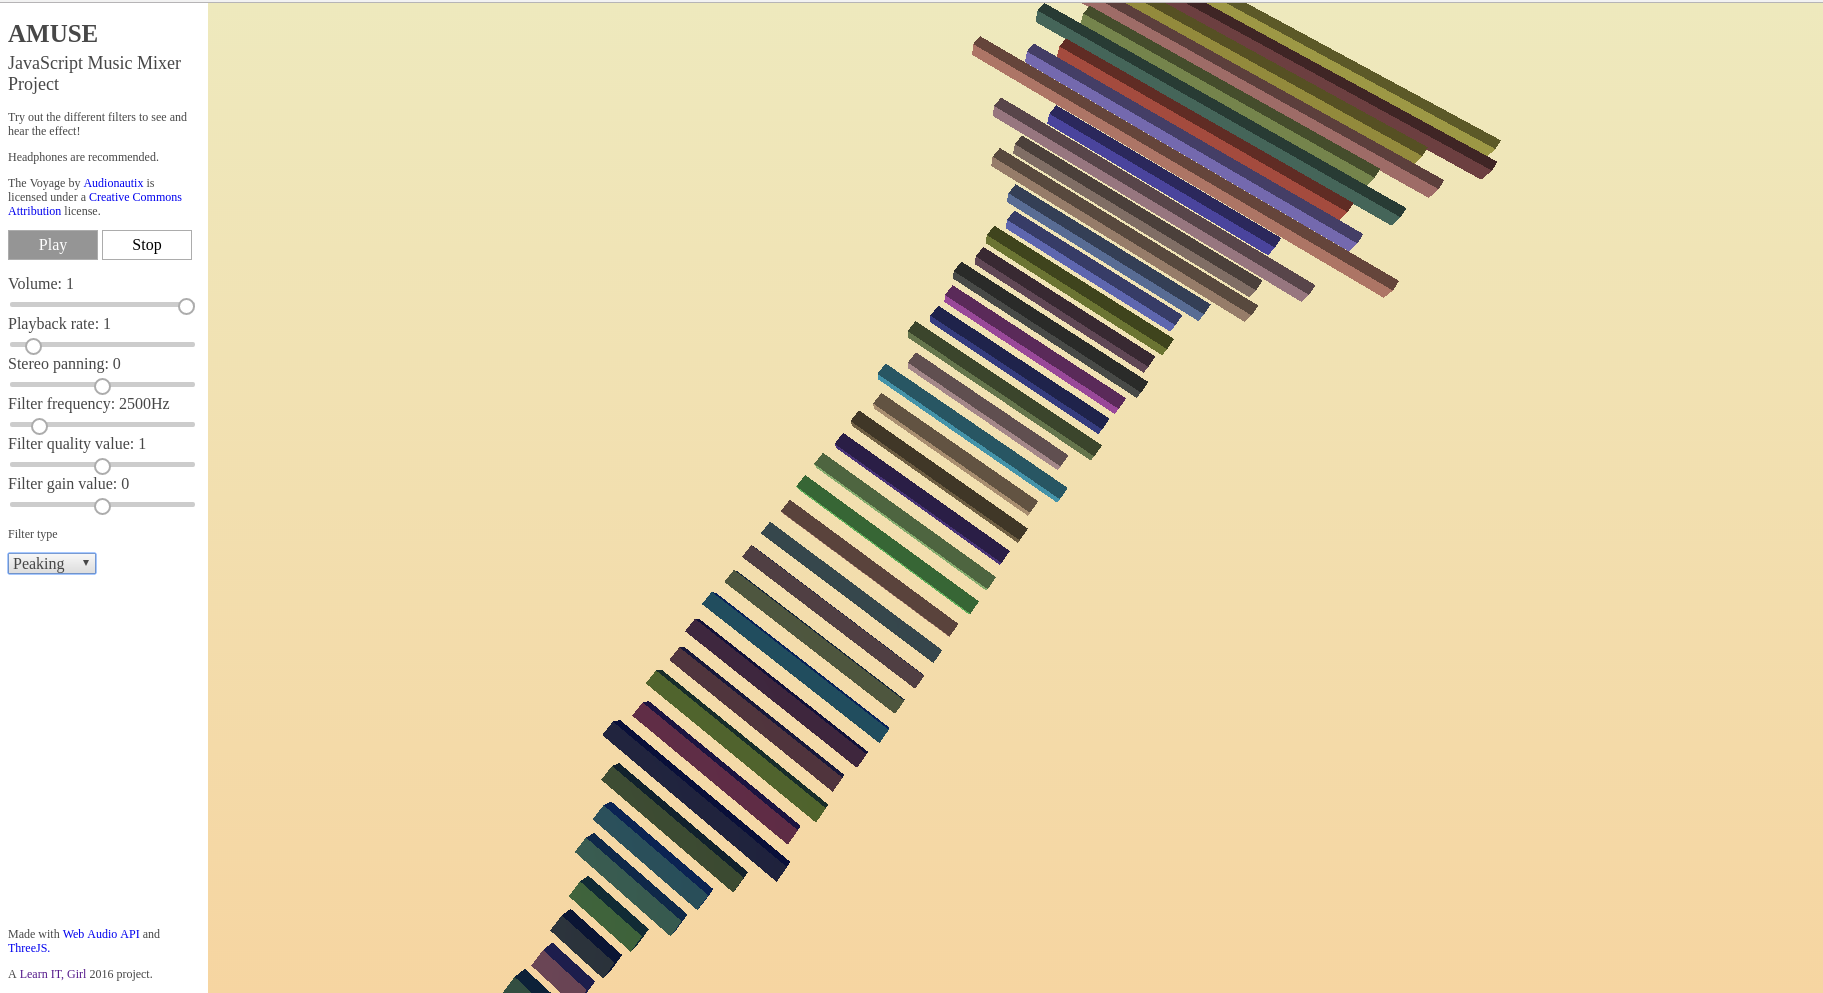 AMUSE
JavaScript Music Mixer
Project
Try out the different filters to see and
hear the effect!
Headphones are recommended.
The Voyage by Audionautix is
licensed under a Creative Commons
Attribution license.
Play Stop
Volume: 1
Playback rate: 1
Stereo panning: 0
Filter frequency: 2500Hz
Filter quality value: 1
Filter gain value: 0
Filter type
Peaking
Made with Web Audio API and
ThreeJS.
A Learn IT, Girl 2016 project.